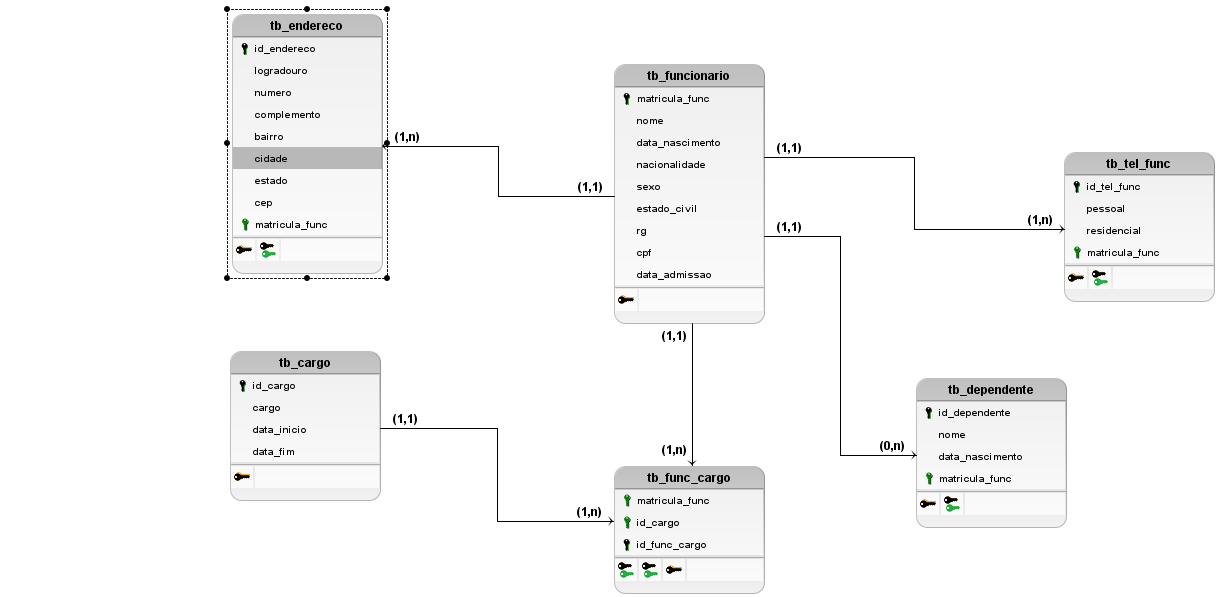 tb_endereco
id_endereco
logradouro
numero
complemento
bairro
cidade
estado
cep
matricula_func
(1,n)
(1,1)
tb_funcionario
matricula_func
nome
data_nascimento
nacionalidade
sexo
estado_civil
rg
cpf
data_admissao
(1,1)
(1,n)
tb_tel_func
id_tel_func
pessoal
residencial
matricula_func
(1,1)
(0,n)
tb_dependente
id_dependente
nome
data_nascimento
matricula_func
(1,1)
(1,n)
tb_cargo
id_cargo
cargo
data_inicio
data_fim
(1,1)
(1,n)
tb_func_cargo
matricula_func
id_cargo
id_func_cargo